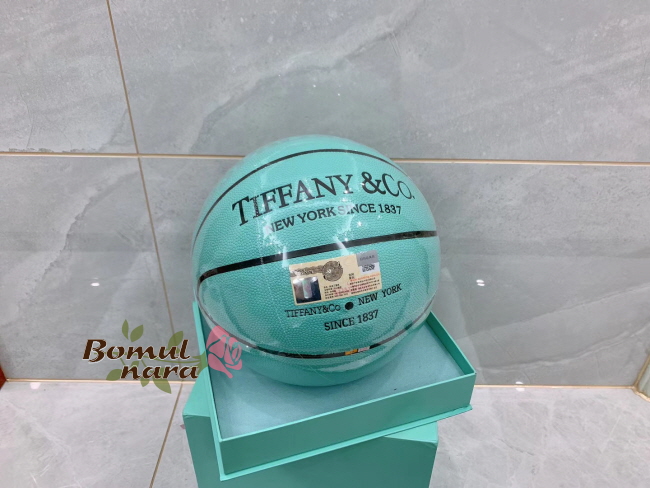 TIFFANY & CO.
NEW YORK SINCE 1837
TIFFANY & CO ● NEW YORK
SINCE 1837
Bomul
nara